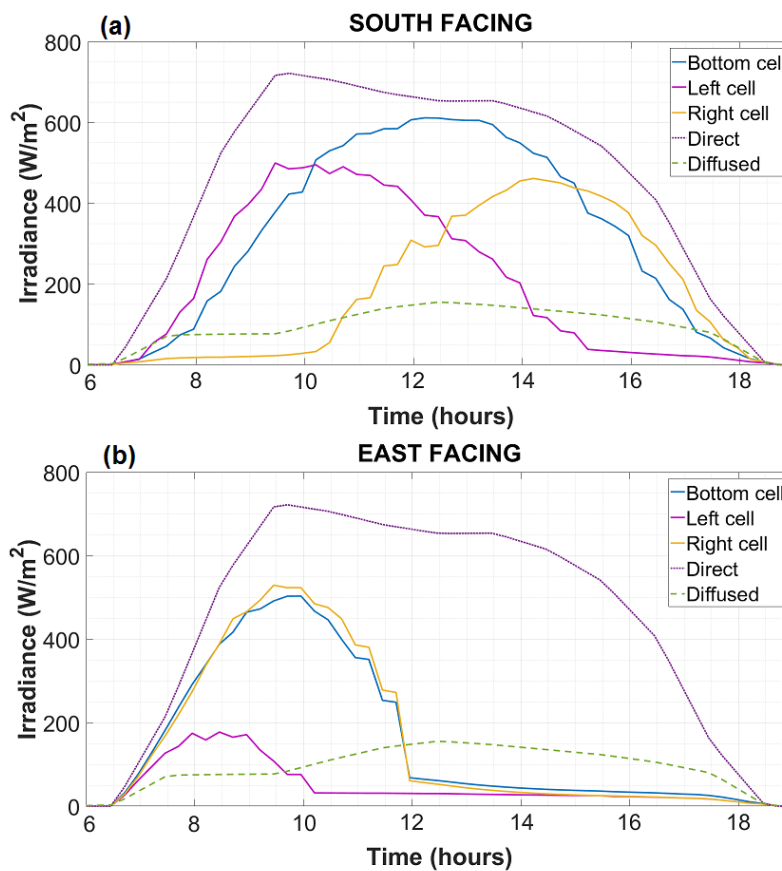 (a) SOUTH FACING
800
600
400
200
0
6 8 10 12 14 16 18
Irradiance (W/m²)
Time (hours)
Bottom cell
Left cell
Right cell
Direct
Diffused
(b) EAST FACING
800
600
400
200
0
6 8 10 12 14 16 18
Irradiance (W/m²)
Time (hours)
Bottom cell
Left cell
Right cell
Direct
Diffused